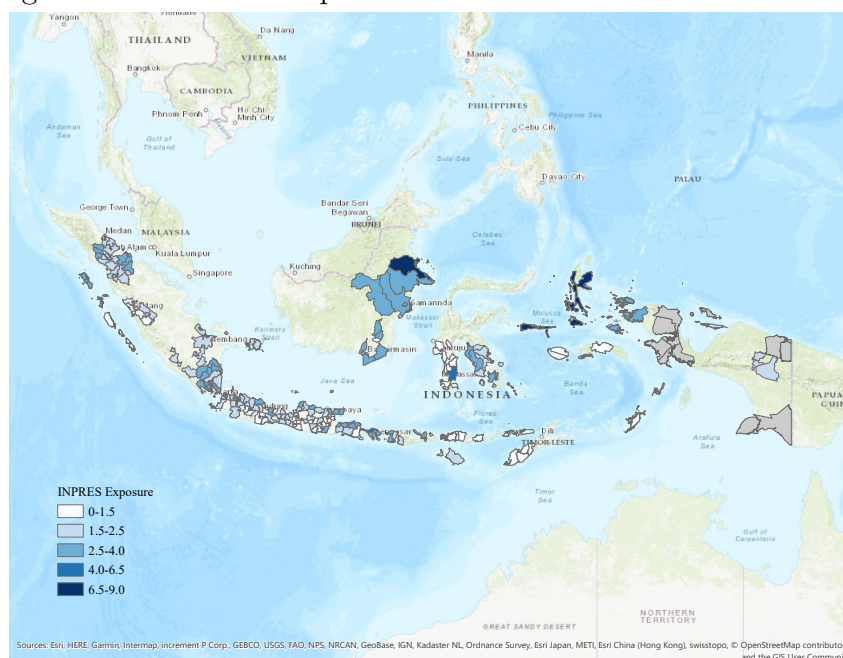 Yangon
THAILAND
Da Nang
VIETNAM
Bangkok
CAMBODIA
Phnom Penh
Ho Chi
Minh City
Mekong
Andaman
Sea
Gulf of
Thailand
Manila
PHILIPPINES
Philippine Sea
Cebu City
Sulu Sea
Davao City
PALAU
George Town
Medan
MALAYSIA
Kuala Lumpur
Singapore
Bandar Seri
Begawan
BRUNEI
Kuching
Celebes
Sea
Samarinda
Makassar
Strait
Molucca
Sea
Karimata
Strait
Java Sea
INDONESIA
Banda
Sea
Flores
Sea
Dili
TIMOR-LESTE
Arafura
Sea
Timor
Sea
Gulf of
Carpentaria
GREAT SANDY DESERT
NORTHERN
TERRITORY
INPRES Exposure
0-1.5
1.5-2.5
2.5-4.0
4.0-6.5
6.5-9.0
Sources: Esri, HERE, Garmin, Intermap, increment P Corp., GEBCO, USGS, FAO, NPS, NRCAN, GeoBase, IGN, Kadaster NL, Ordnance Survey, Esri Japan, METI, Esri China (Hong Kong), swisstopo, © OpenStreetMap
and the GIS User